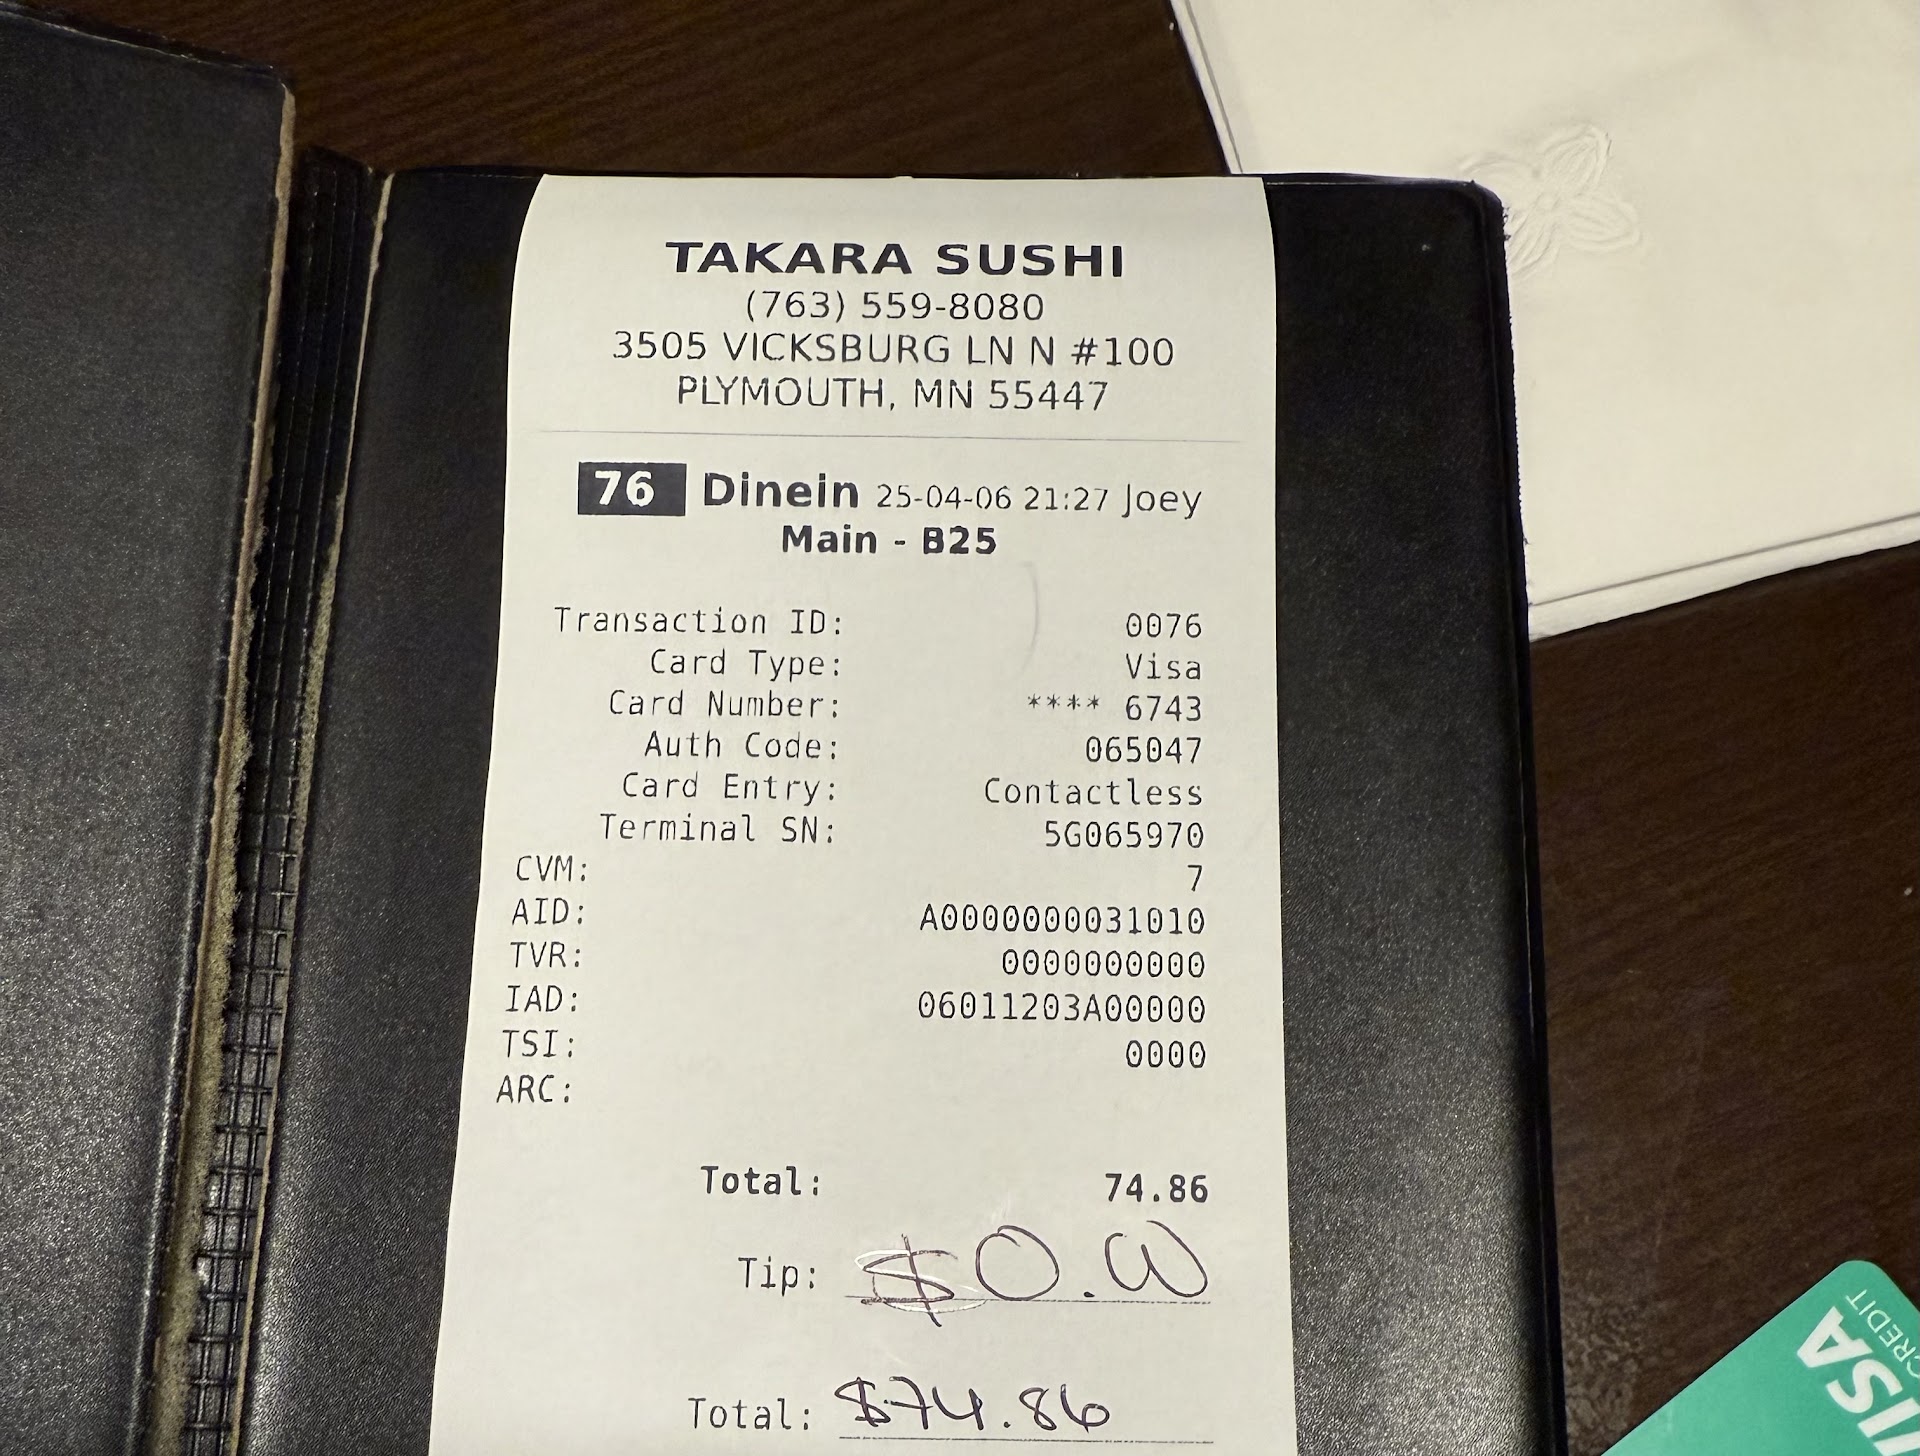 TAKARA SUSHI
(763) 559-8080
3505 VICKSBURG LN N #100
PLYMOUTH, MN 55447
76 Dinein 25-04-06 21:27 Joey
Main - B25
Transaction ID: 0076
Card Type: Visa
Card Number: **** 6743
Auth Code: 065047
Card Entry: Contactless
Terminal SN: 5G065970
CVM: 7
AID: A0000000031010
TVR: 0000000000
IAD: 06011203A00000
TSI: 0000
ARC:
Total: 74.86
Tip: $0.00
Total: $74.86
VISA
CREDIT